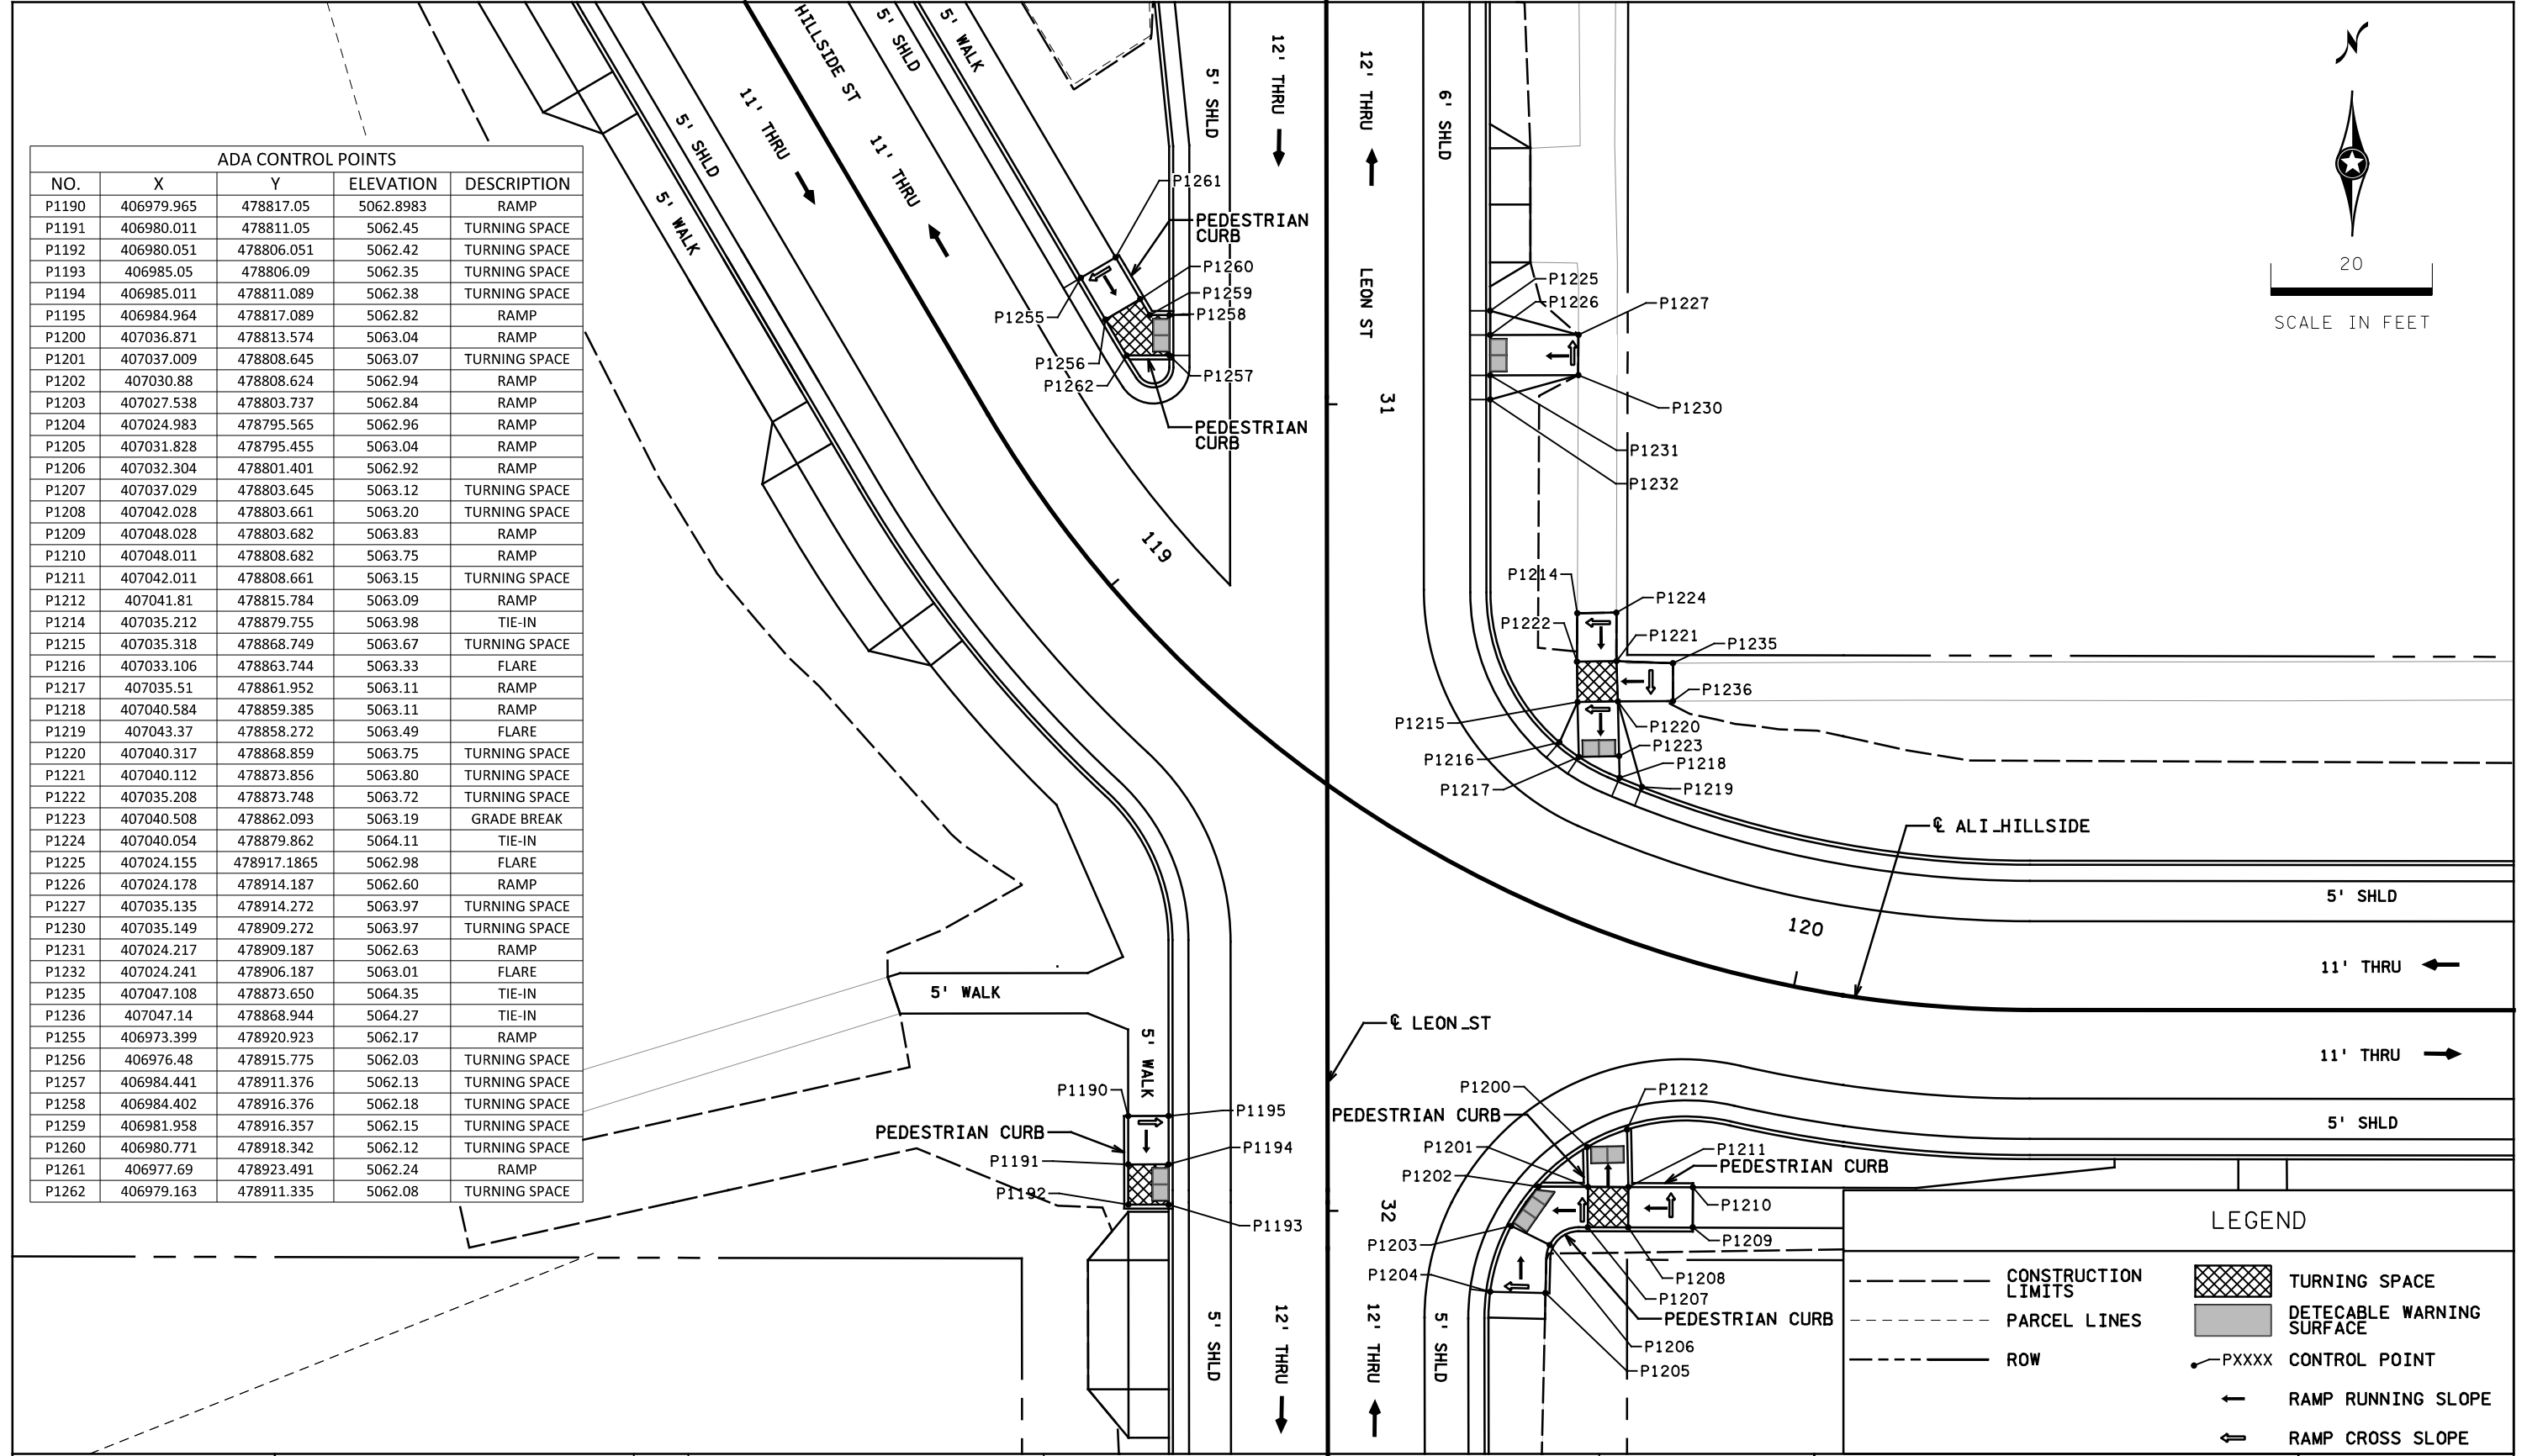 ADA CONTROL POINTS
NO. X Y ELEVATION DESCRIPTION
P1190 406979.965 478817.05 5062.8983 RAMP
P1191 406980.011 478811.05 5062.45 TURNING SPACE
P1192 406980.051 478806.051 5062.42 TURNING SPACE
P1193 406985.05 478806.09 5062.35 TURNING SPACE
P1194 406985.011 478811.089 5062.38 TURNING SPACE
P1195 406984.964 478817.089 5062.82 RAMP
P1200 407036.871 478813.574 5063.04 RAMP
P1201 407037.009 478808.645 5063.07 TURNING SPACE
P1202 407030.88 478808.624 5062.94 RAMP
P1203 407027.538 478803.737 5062.84 RAMP
P1204 407024.983 478795.565 5062.96 RAMP
P1205 407031.828 478795.455 5063.04 RAMP
P1206 407032.304 478801.401 5062.92 RAMP
P1207 407037.029 478803.645 5063.12 TURNING SPACE
P1208 407042.028 478803.661 5063.20 TURNING SPACE
P1209 407048.028 478803.682 5063.83 RAMP
P1210 407048.011 478808.682 5063.75 RAMP
P1211 407042.011 478808.661 5063.15 TURNING SPACE
P1212 407041.81 478815.784 5063.09 RAMP
P1214 407035.212 478879.755 5063.98 TIE-IN
P1215 407035.318 478868.749 5063.67 TURNING SPACE
P1216 407033.106 478863.744 5063.33 FLARE
P1217 407035.51 478861.952 5063.11 RAMP
P1218 407040.584 478859.385 5063.11 RAMP
P1219 407043.37 478858.272 5063.49 FLARE
P1220 407040.317 478868.859 5063.75 TURNING SPACE
P1221 407040.112 478873.856 5063.80 TURNING SPACE
P1222 407035.208 478873.748 5063.72 TURNING SPACE
P1223 407040.508 478862.093 5063.19 GRADE BREAK
P1224 407040.054 478879.862 5064.11 TIE-IN
P1225 407024.155 478917.1865 5062.98 FLARE
P1226 407024.178 478914.187 5062.60 RAMP
P1227 407035.135 478914.272 5063.97 TURNING SPACE
P1230 407035.149 478909.272 5063.97 TURNING SPACE
P1231 407024.217 478909.187 5062.63 RAMP
P1232 407024.241 478906.187 5063.01 FLARE
P1235 407047.108 478873.650 5064.35 TIE-IN
P1236 407047.14 478868.944 5064.27 TIE-IN
P1255 406973.399 478920.923 5062.17 RAMP
P1256 406976.48 478915.775 5062.03 TURNING SPACE
P1257 406984.441 478911.376 5062.13 TURNING SPACE
P1258 406984.402 478916.376 5062.18 TURNING SPACE
P1259 406981.958 478916.357 5062.15 TURNING SPACE
P1260 406980.771 478918.342 5062.12 TURNING SPACE
P1261 406977.69 478923.491 5062.24 RAMP
P1262 406979.163 478911.335 5062.08 TURNING SPACE
HILLSIDE ST
5' SHLD
5' WALK
11' THRU
11' THRU
5' SHLD
5' WALK
5' SHLD
12' THRU
12' THRU
6' SHLD
LEON ST
31
119
P1261
PEDESTRIAN
CURB
P1260
P1259
P1258
P1255
P1256
P1262
P1257
PEDESTRIAN
CURB
P1225
P1226
P1227
P1230
P1231
P1232
N
20
SCALE IN FEET
P1214
P1224
P1222
P1221
P1235
P1236
P1215
P1220
P1223
P1216
P1218
P1217
P1219
℄ ALI_HILLSIDE
120
5' SHLD
11' THRU
11' THRU
5' SHLD
℄ LEON_ST
5' WALK
5' WALK
P1190
P1195
PEDESTRIAN CURB
P1194
P1191
P1192
P1193
P1200
P1212
PEDESTRIAN CURB
P1201
P1211
PEDESTRIAN CURB
P1202
P1210
32
P1203
P1209
P1204
P1208
P1207
PEDESTRIAN CURB
P1206
P1205
5' SHLD
12' THRU
12' THRU
5' SHLD
LEGEND
CONSTRUCTION
LIMITS
PARCEL LINES
ROW
TURNING SPACE
DETECABLE WARNING
SURFACE
PXXXX CONTROL POINT
RAMP RUNNING SLOPE
RAMP CROSS SLOPE